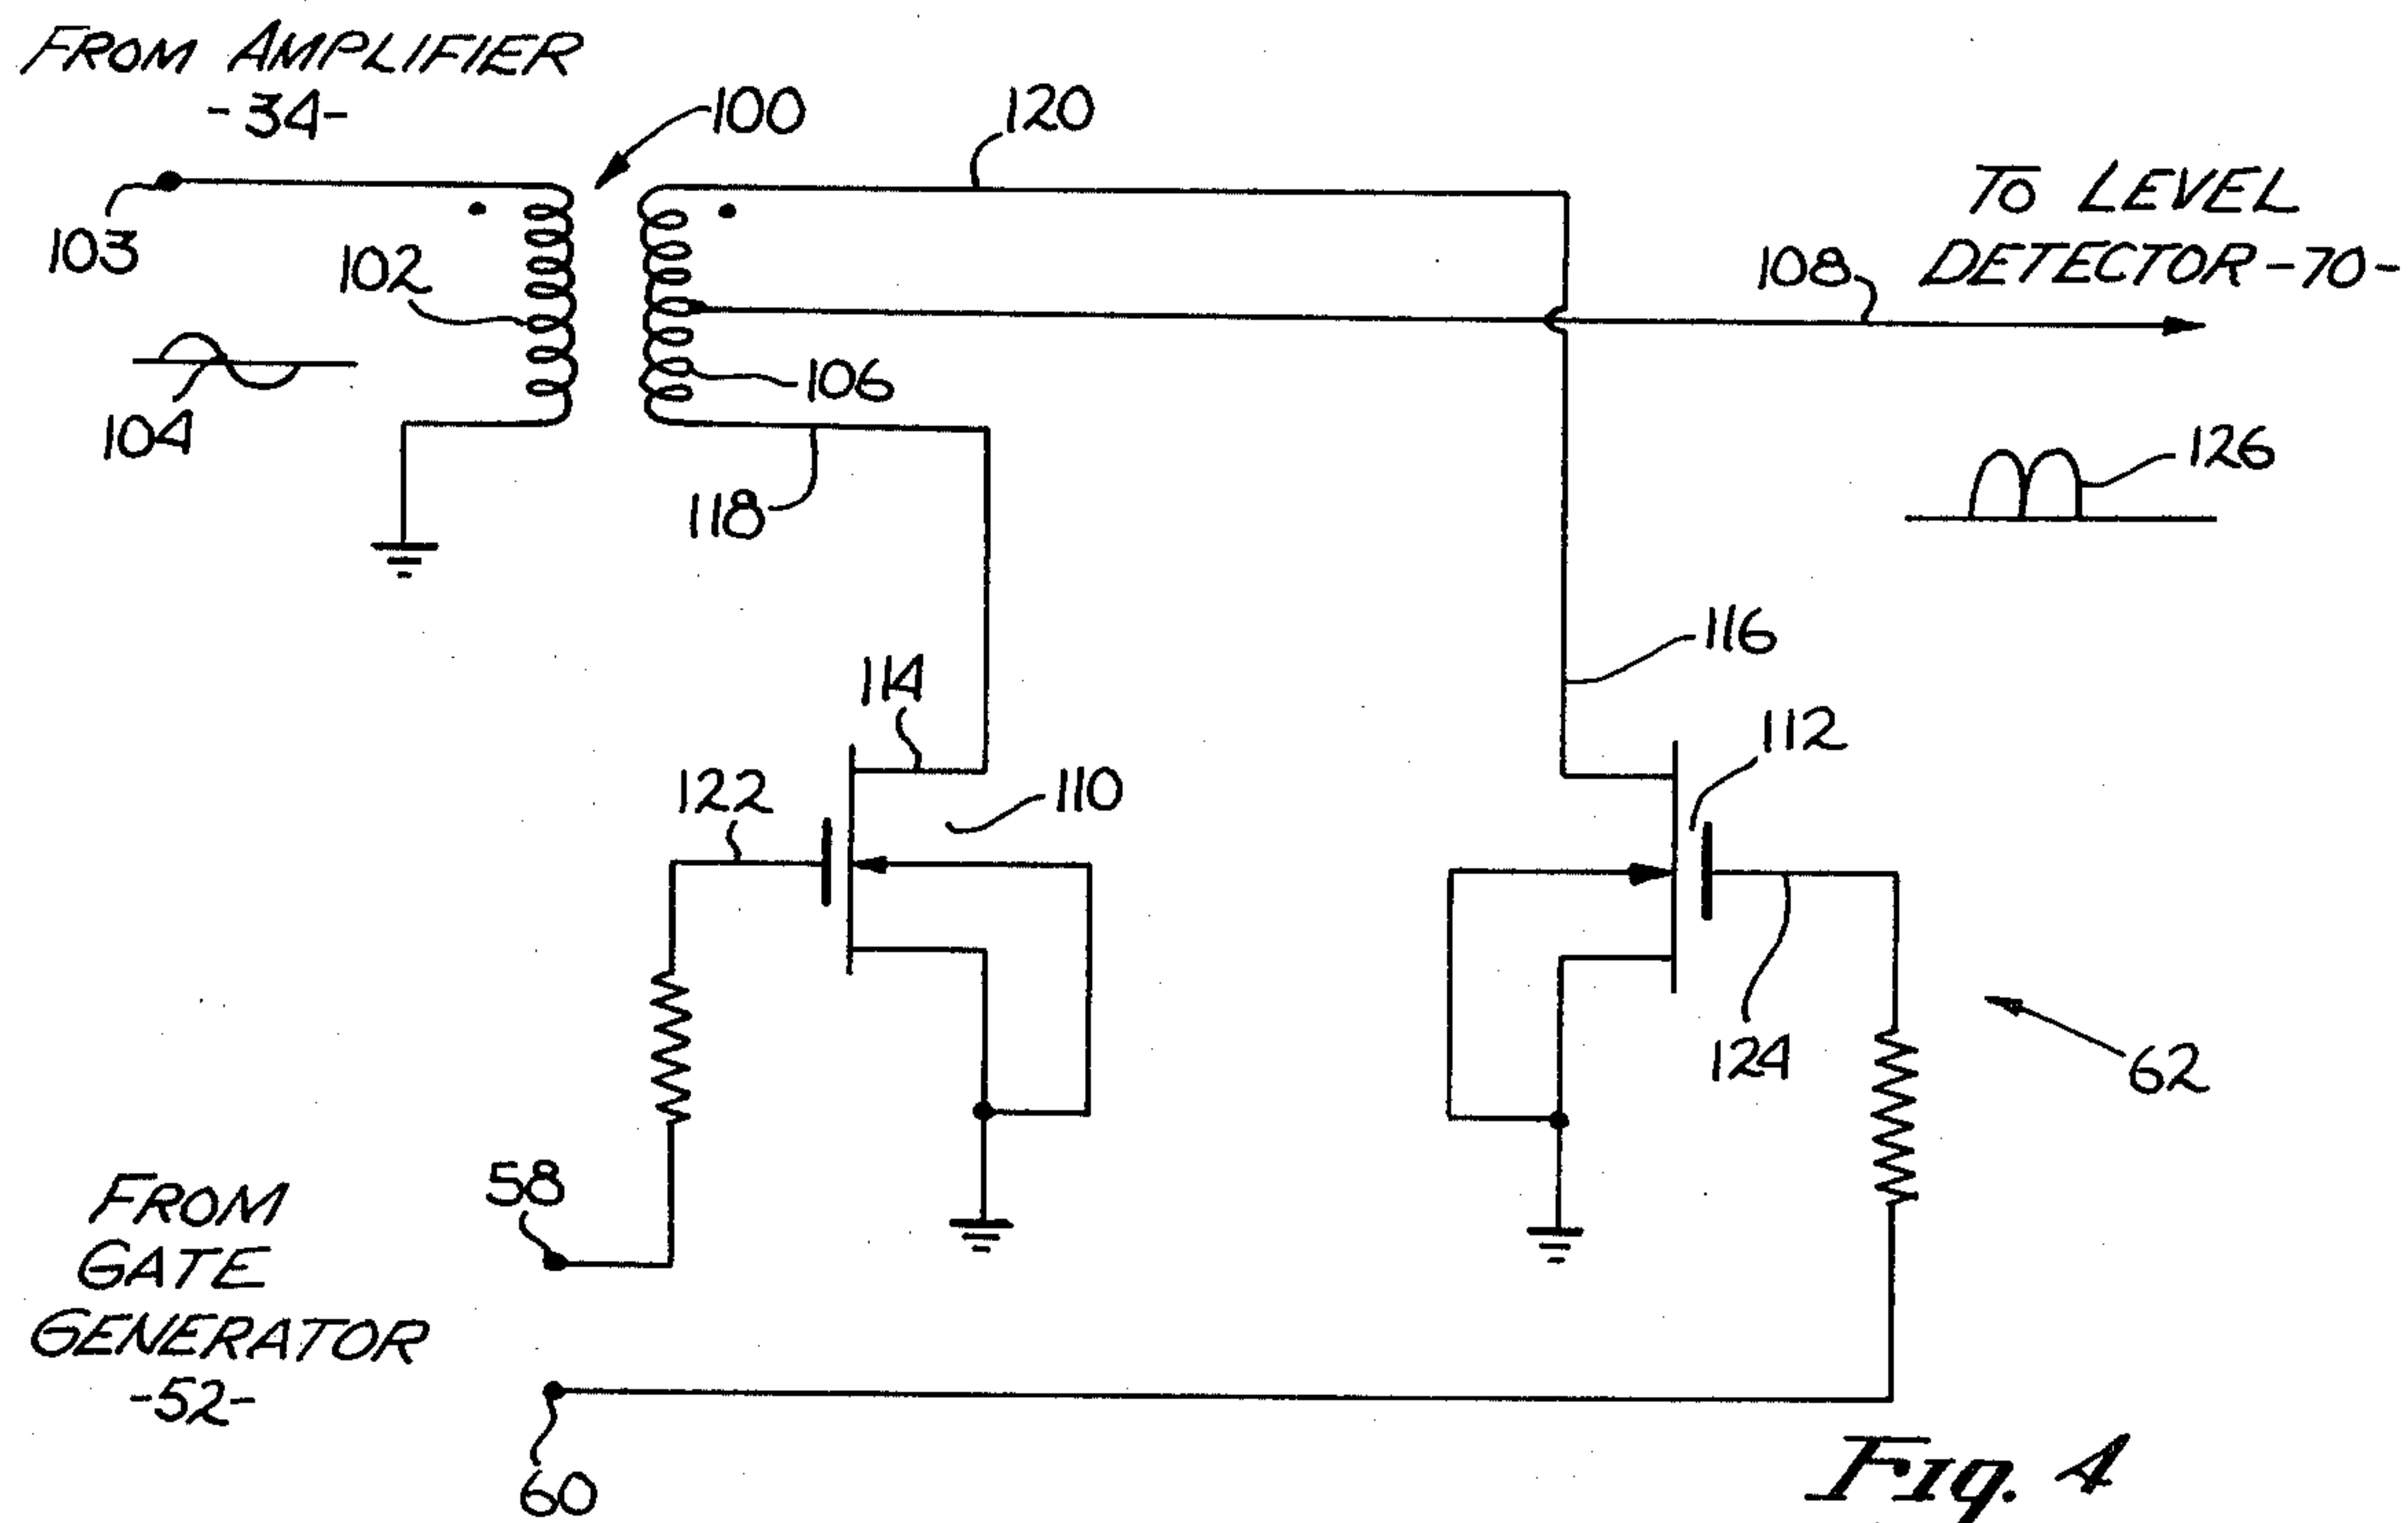 FROM AMPLIFIER
-34-
100
120
103
102
104
TO LEVEL
DETECTOR -70-
108
106
118
126
116
114
112
110
122
124
62
58
FROM
GATE
GENERATOR
-52-
60
Fig. 4